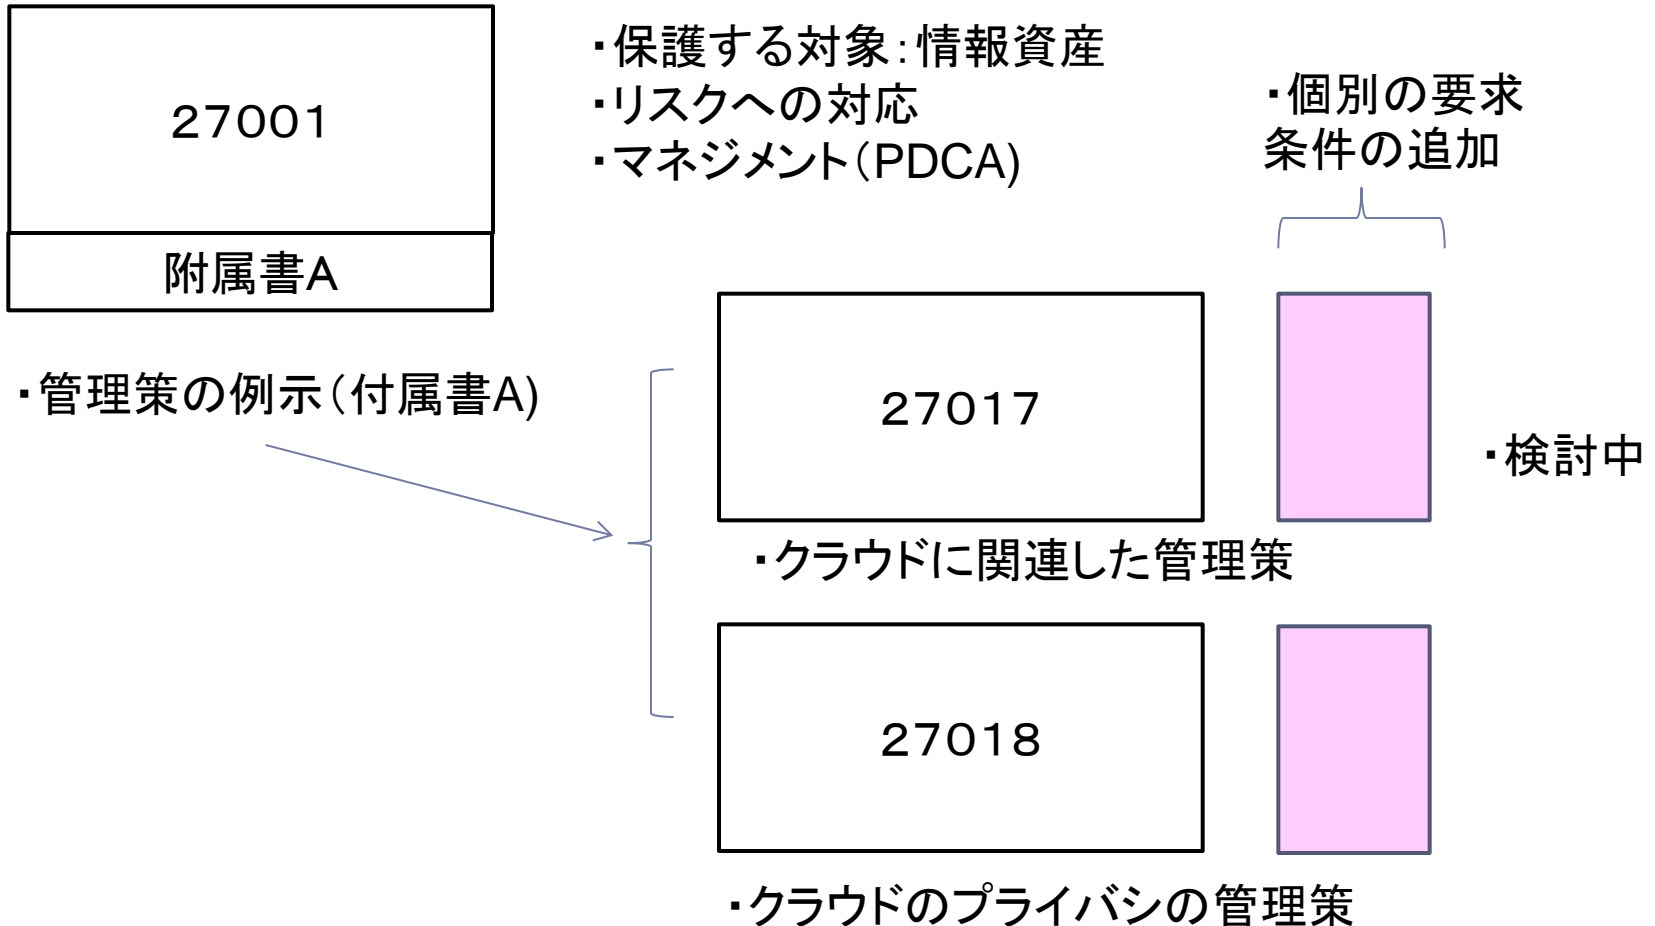 ２７００１
附属書A
・保護する対象：情報資産
・リスクへの対応
・マネジメント（PDCA)
・個別の要求
条件の追加
・管理策の例示（付属書A)
２７０１７
・検討中
・クラウドに関連した管理策
２７０１８
・クラウドのプライバシの管理策